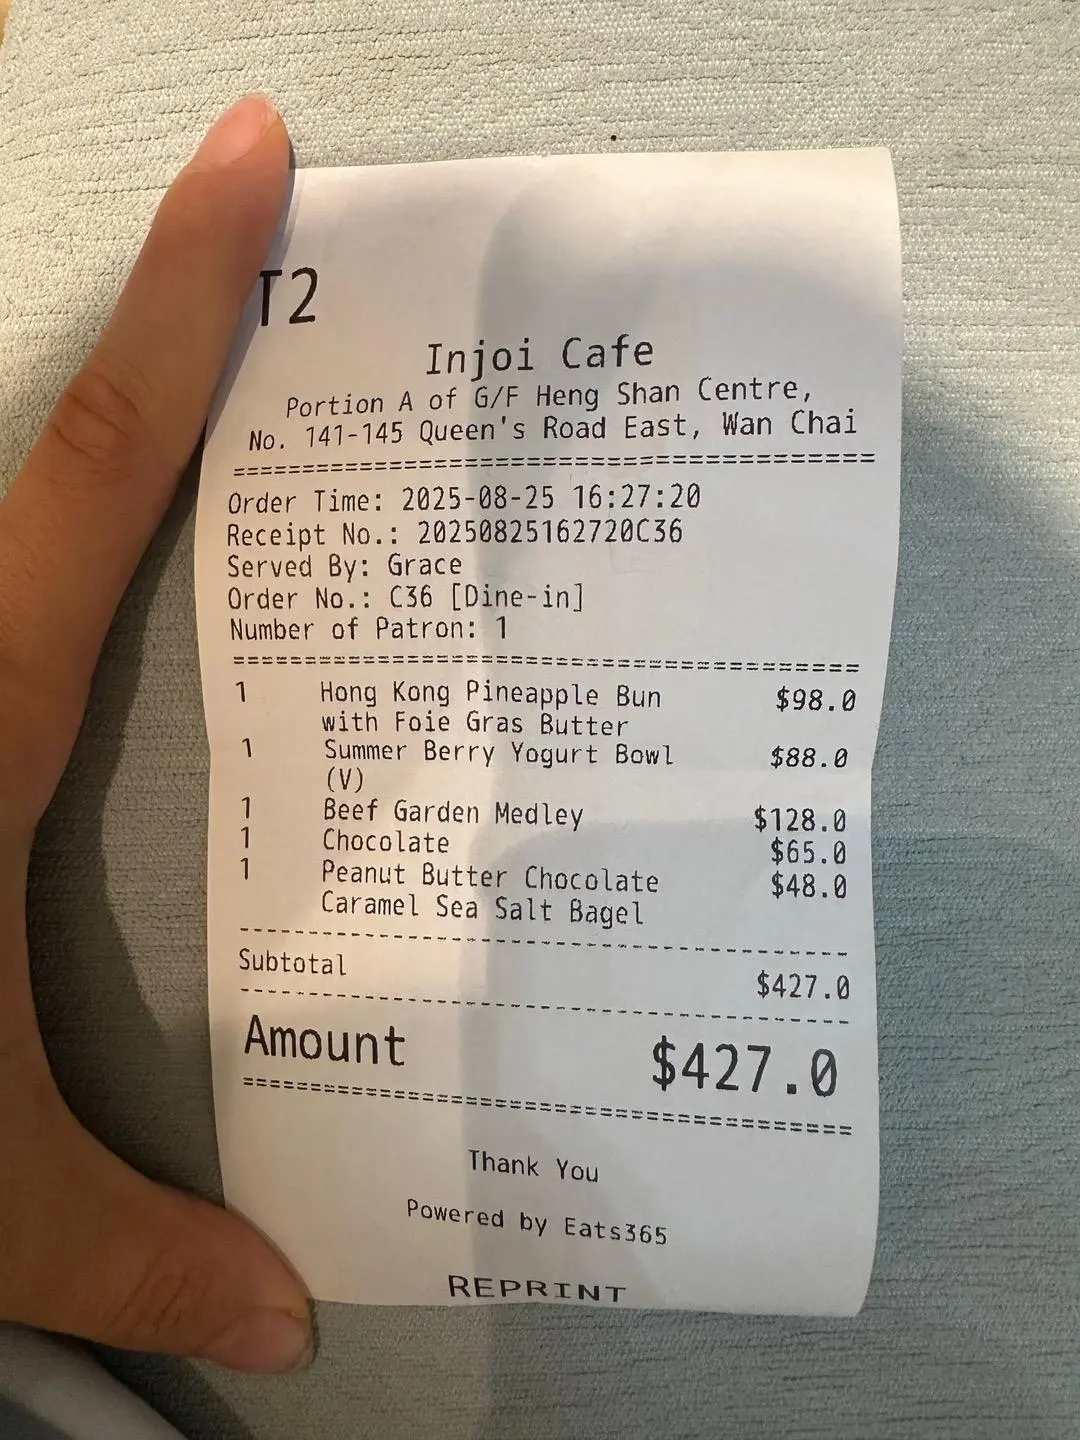 T2
Injoi Cafe
Portion A of G/F Heng Shan Centre,
No. 141-145 Queen's Road East, Wan Chai
========================================
Order Time: 2025-08-25 16:27:20
Receipt No.: 20250825162720C36
Served By: Grace
Order No.: C36 [Dine-in]
Number of Patron: 1
========================================
1 Hong Kong Pineapple Bun $98.0
with Foie Gras Butter
1 Summer Berry Yogurt Bowl $88.0
(V)
1 Beef Garden Medley $128.0
1 Chocolate $65.0
1 Peanut Butter Chocolate $48.0
Caramel Sea Salt Bagel
----------------------------------------
Subtotal $427.0
----------------------------------------
Amount $427.0
========================================
Thank You
Powered by Eats365
REPRINT